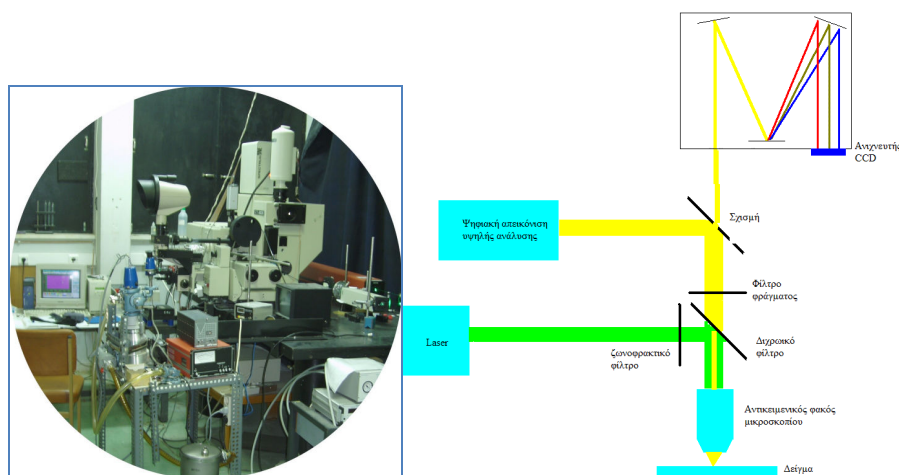 Ανιχνευτής
CCD
Σχισμή
Ψηφιακή απεικόνιση
υψηλής ανάλυσης
Φίλτρο
φράγματος
Laser
ζωνοφρακτικό
φίλτρο
Διχρωικό
φίλτρο
Αντικειμενικός φακός
μικροσκοπίου
Δείγμα